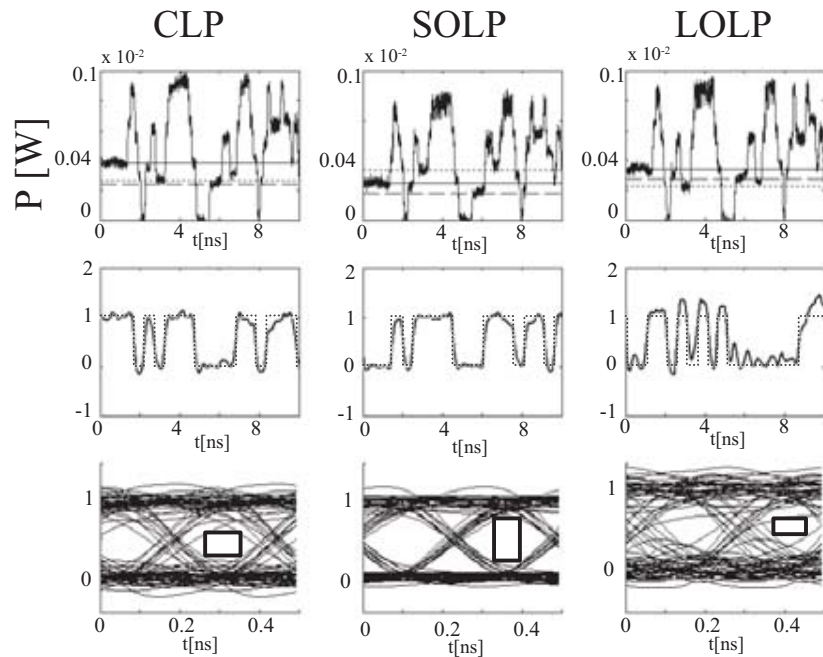 CLP SOLP LOLP
x 10⁻² x 10⁻² x 10⁻²
0.1 0.1 0.1
P [W]
0.04 0.04 0.04
0 0 0
0 4 8 0 4 8 0 4 8
t[ns] t[ns] t[ns]
2 2 2
1 1 1
0 0 0
-1 -1 -1
0 4 8 0 4 8 0 4 8
t[ns] t[ns] t[ns]
1 1 1
0 0 0
0 0.2 0.4 0 0.2 0.4 0 0.2 0.4
t[ns] t[ns] t[ns]